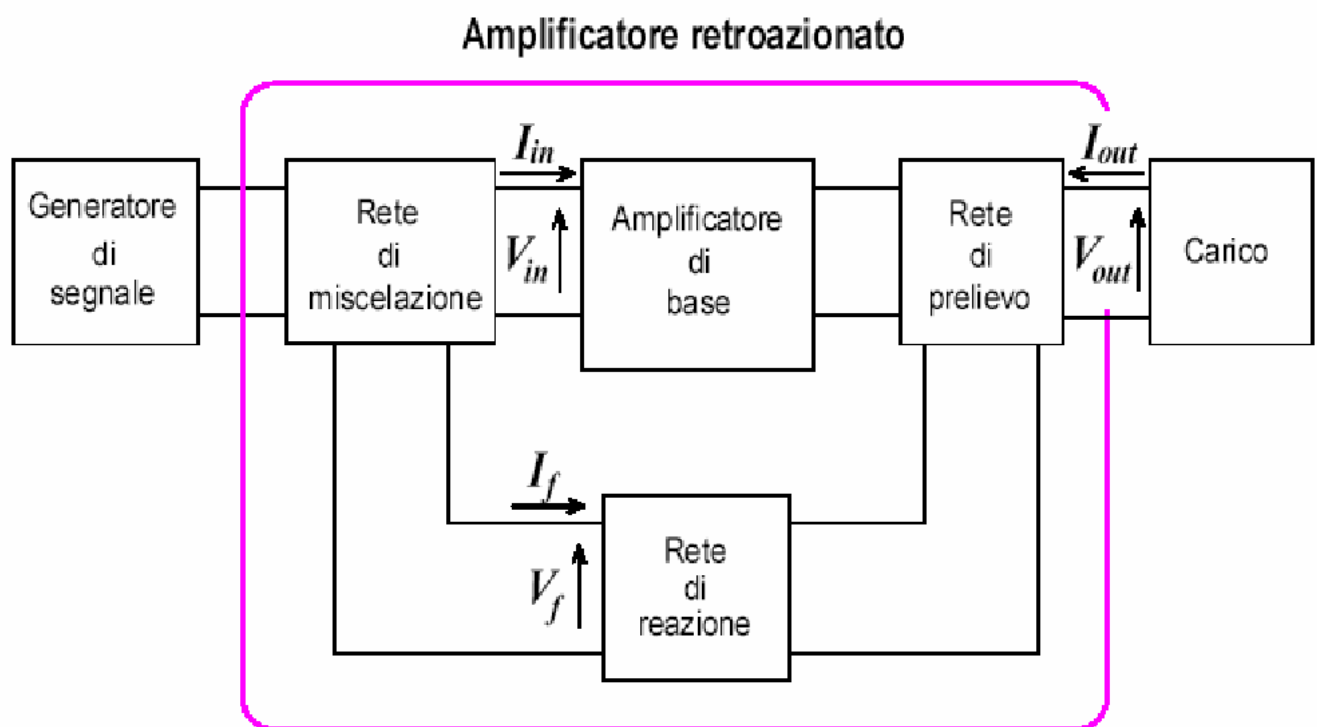 Amplificatore retroazionato
Generatore
di
segnale
Rete
di
miscelazione
I_in
V_in
Amplificatore
di
base
Rete
di
prelievo
I_out
V_out
Carico
I_f
V_f
Rete
di
reazione